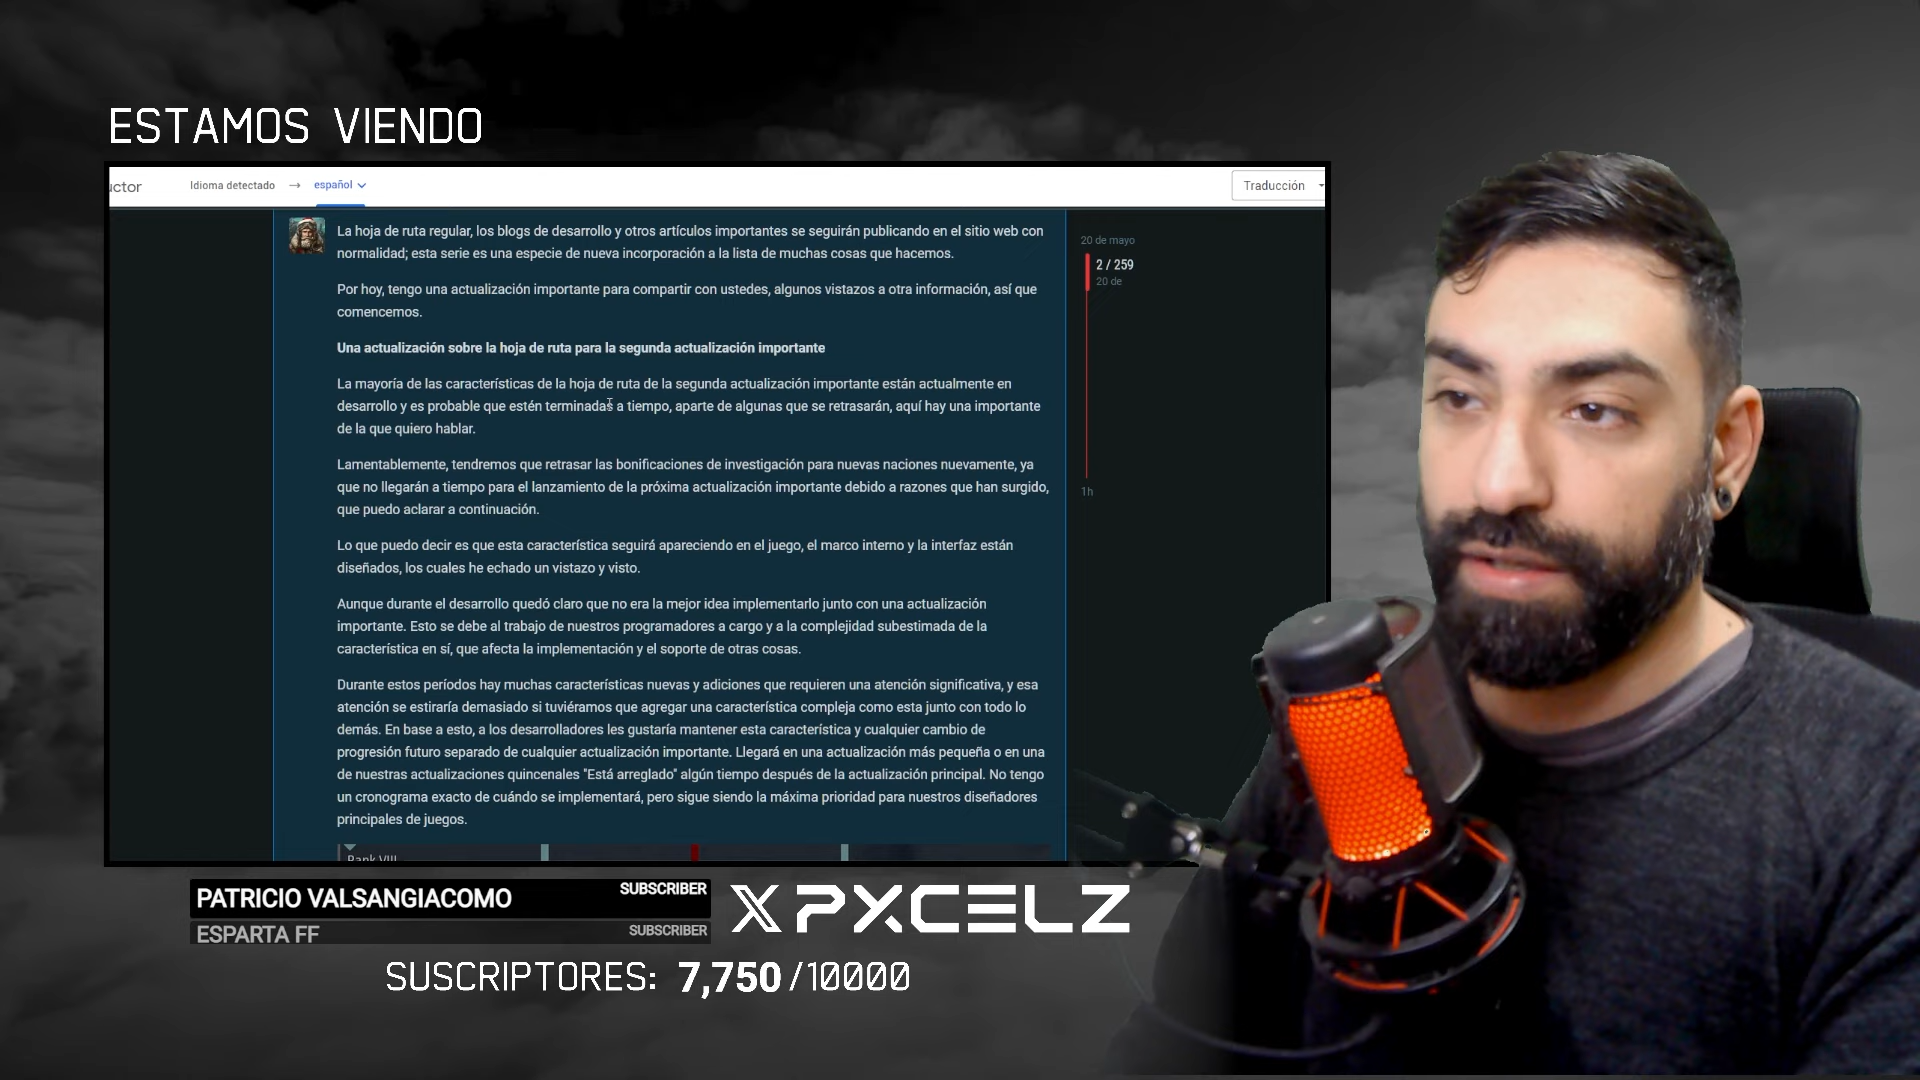 ESTAMOS VIENDO
uctor
Idioma detectado → español
Traducción
La hoja de ruta regular, los blogs de desarrollo y otros artículos importantes se seguirán publicando en el sitio web con
normalidad; esta serie es una especie de nueva incorporación a la lista de muchas cosas que hacemos.
Por hoy, tengo una actualización importante para compartir con ustedes, algunos vistazos a otra información, así que
comencemos.
Una actualización sobre la hoja de ruta para la segunda actualización importante
La mayoría de las características de la hoja de ruta de la segunda actualización importante están actualmente en
desarrollo y es probable que estén terminadas a tiempo, aparte de algunas que se retrasarán, aquí hay una importante
de la que quiero hablar.
Lamentablemente, tendremos que retrasar las bonificaciones de investigación para nuevas naciones nuevamente, ya
que no llegarán a tiempo para el lanzamiento de la próxima actualización importante debido a razones que han surgido,
que puedo aclarar a continuación.
Lo que puedo decir es que esta característica seguirá apareciendo en el juego, el marco interno y la interfaz están
diseñados, los cuales he echado un vistazo y visto.
Aunque durante el desarrollo quedó claro que no era la mejor idea implementarlo junto con una actualización
importante. Esto se debe al trabajo de nuestros programadores a cargo y a la complejidad subestimada de la
característica en sí, que afecta la implementación y el soporte de otras cosas.
Durante estos períodos hay muchas características nuevas y adiciones que requieren una atención significativa, y esa
atención se estiraría demasiado si tuviéramos que agregar una característica compleja como esta junto con todo lo
demás. En base a esto, a los desarrolladores les gustaría mantener esta característica y cualquier cambio de
progresión futuro separado de cualquier actualización importante. Llegará en una actualización más pequeña o en una
de nuestras actualizaciones quincenales "Está arreglado" algún tiempo después de la actualización principal. No tengo
un cronograma exacto de cuándo se implementará, pero sigue siendo la máxima prioridad para nuestros diseñadores
principales de juegos.
Rank VIII
20 de mayo
2 / 259
20 de
1h
PATRICIO VALSANGIACOMO SUBSCRIBER
ESPARTA FF SUBSCRIBER
X PXCELZ
SUSCRIPTORES: 7,750 /10000